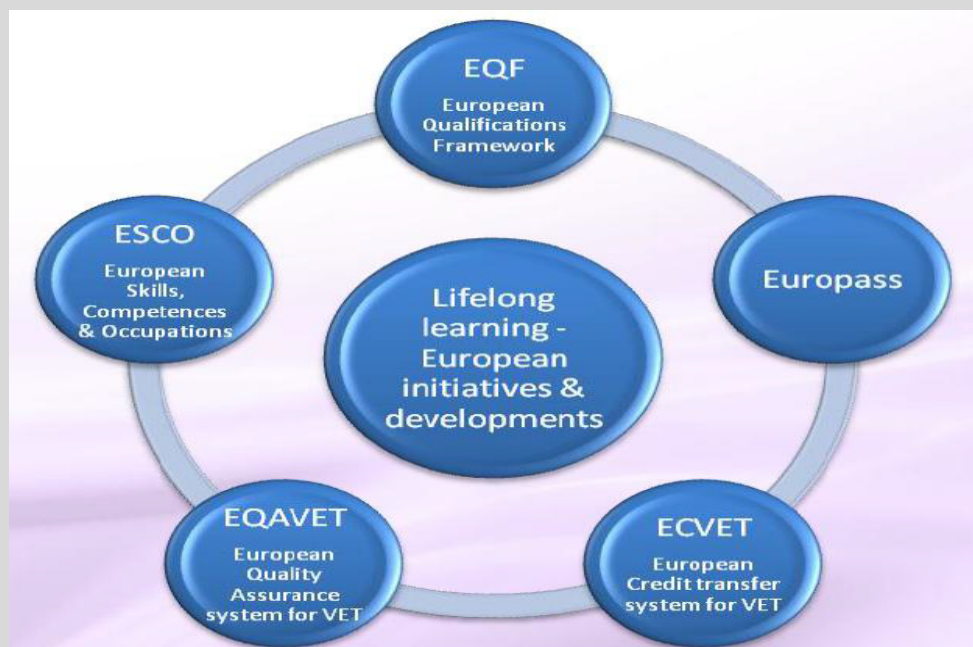 EQF
European
Qualifications
Framework
Europass
ECVET
European
Credit transfer
system for VET
EQAVET
European
Quality
Assurance
system for VET
ESCO
European
Skills,
Competences
& Occupations
Lifelong
learning -
European
initiatives &
developments